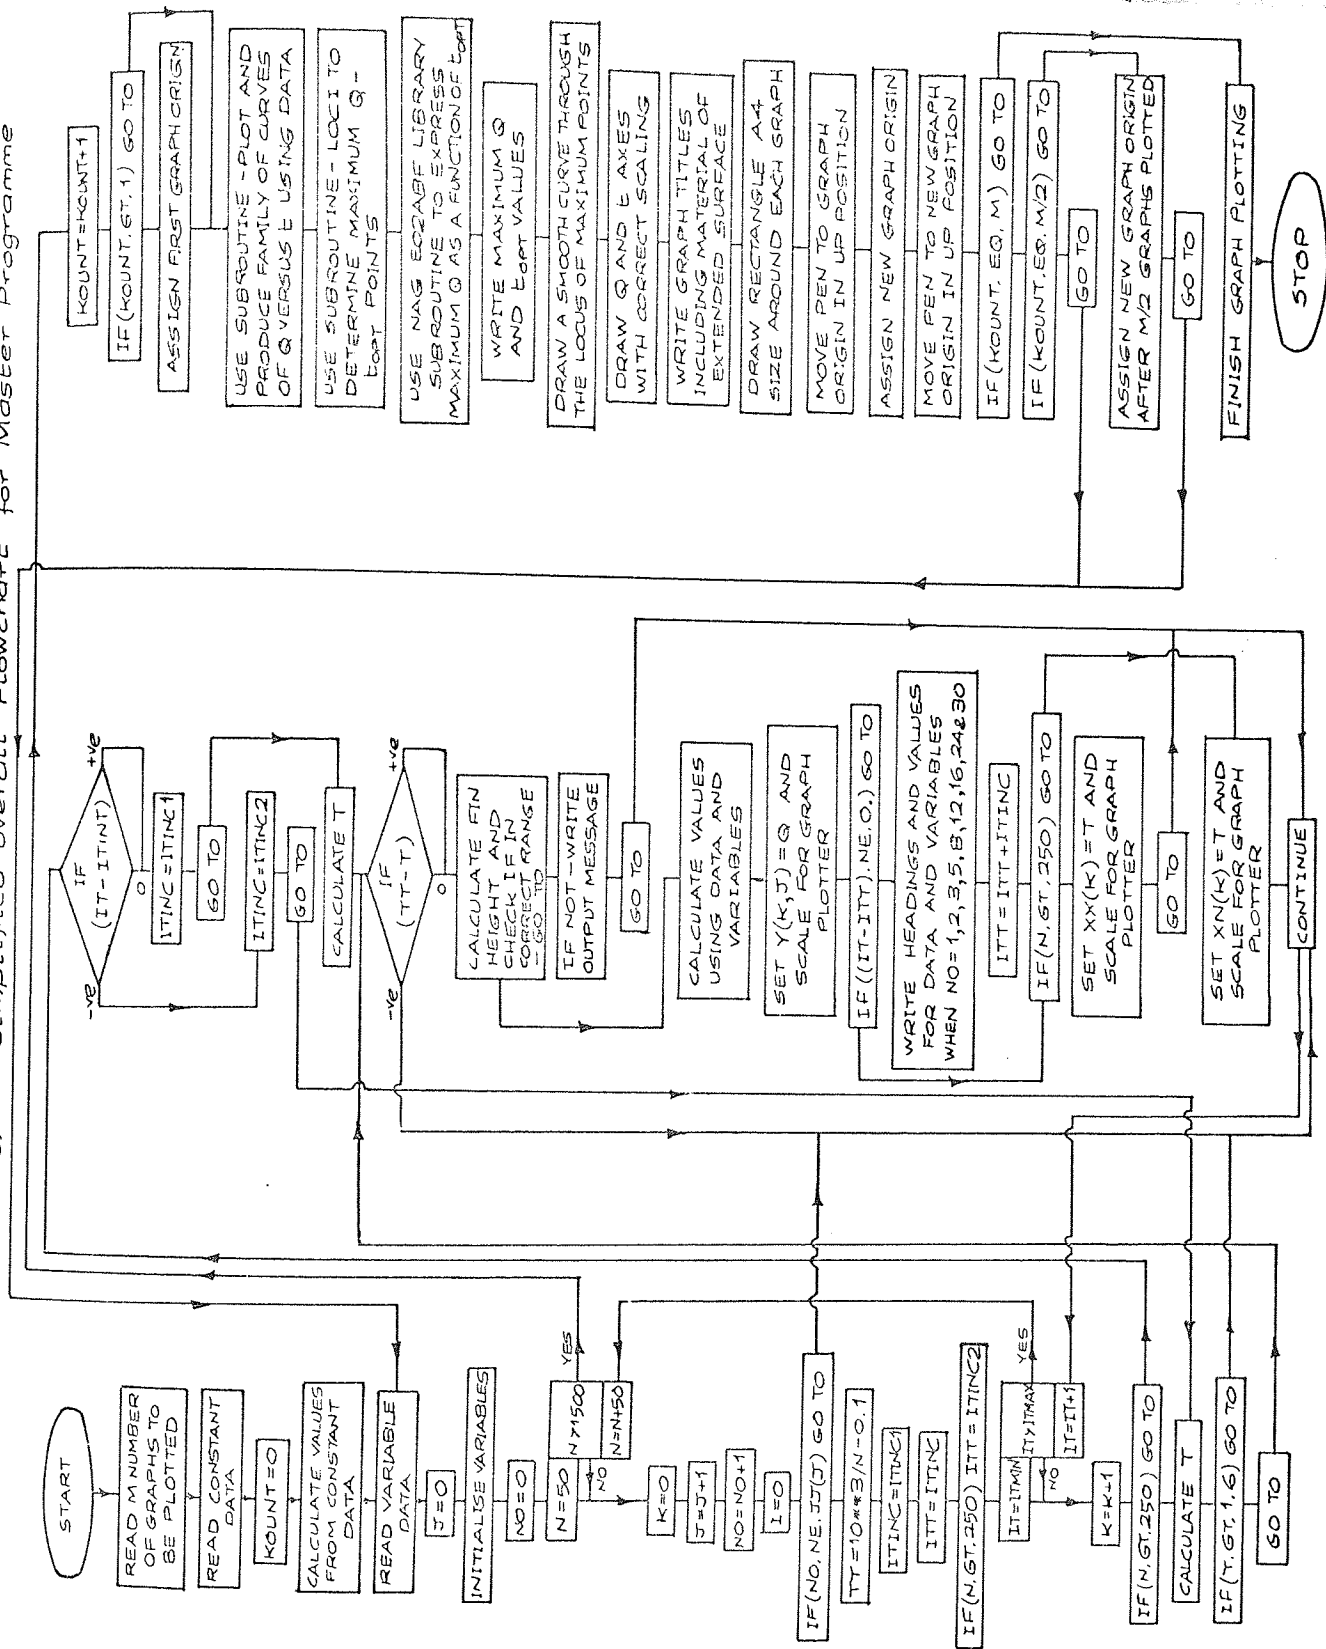 Simplified Overall Flowchart for Master Programme
START
READ M NUMBER
OF GRAPHS TO
BE PLOTTED
READ CONSTANT
DATA
KOUNT=0
CALCULATE VALUES
FROM CONSTANT
DATA
READ VARIABLE
DATA
J=0
INITIALISE VARIABLES
NO=0
N=50
N>1500
YES
N=N+50
NO
K=0
J=J+1
NO=NO+1
I=0
IF(NO.NE.JJ(J) GO TO
TT=10**3/N-0.1
ITINC=ITINC1
ITT=ITINC
IF(N.GT.250) ITT=ITINC2
IT=ITMIN
IT>ITMAX
YES
IT=IT+1
NO
K=K+1
IF(N.GT.250) GO TO
CALCULATE T
IF(T.GT.1.6) GO TO
GO TO
IF
(IT-ITINT)
-ve
+ve
0
ITINC=ITINC1
GO TO
ITINC=ITINC2
GO TO
CALCULATE T
IF
(TT-T)
-ve
+ve
0
CALCULATE FIN
HEIGHT AND
CHECK IF IN
CORRECT RANGE
- GO TO
IF NOT-WRITE
OUTPUT MESSAGE
GO TO
CALCULATE VALUES
USING DATA AND
VARIABLES
SET Y(K,J)=Q AND
SCALE FOR GRAPH
PLOTTER
IF((IT-ITT).NE.0.) GO TO
WRITE HEADINGS AND VALUES
FOR DATA AND VARIABLES
WHEN NO=1,2,3,5,8,12,16,24&30
ITT=ITT+ITINC
IF(N.GT.250) GO TO
SET XX(K)=T AND
SCALE FOR GRAPH
PLOTTER
GO TO
SET XN(K)=T AND
SCALE FOR GRAPH
PLOTTER
CONTINUE
KOUNT=KOUNT+1
IF(KOUNT.GT.1) GO TO
ASSIGN FIRST GRAPH ORIGN
USE SUBROUTINE-PLOT AND
PRODUCE FAMILY OF CURVES
OF Q VERSUS t USING DATA
USE SUBROUTINE-LOCI TO
DETERMINE MAXIMUM Q-
tOPT POINTS
USE NAG E02ABF LIBRARY
SUBROUTINE TO EXPRESS
MAXIMUM Q AS A FUNCTION OF tOPT
WRITE MAXIMUM Q
AND tOPT VALUES
DRAW A SMOOTH CURVE THROUGH
THE LOCUS OF MAXIMUM POINTS
DRAW Q AND t AXES
WITH CORRECT SCALING
WRITE GRAPH TITLES
INCLUDING MATERIAL OF
EXTENDED SURFACE
DRAW RECTANGLE A4
SIZE AROUND EACH GRAPH
MOVE PEN TO GRAPH
ORIGIN IN UP POSITION
ASSIGN NEW GRAPH ORIGIN
MOVE PEN TO NEW GRAPH
ORIGIN IN UP POSITION
IF(KOUNT.EQ.M) GO TO
IF(KOUNT.EQ.M/2) GO TO
GO TO
ASSIGN NEW GRAPH ORIGIN
AFTER M/2 GRAPHS PLOTTED
GO TO
FINISH GRAPH PLOTTING
STOP